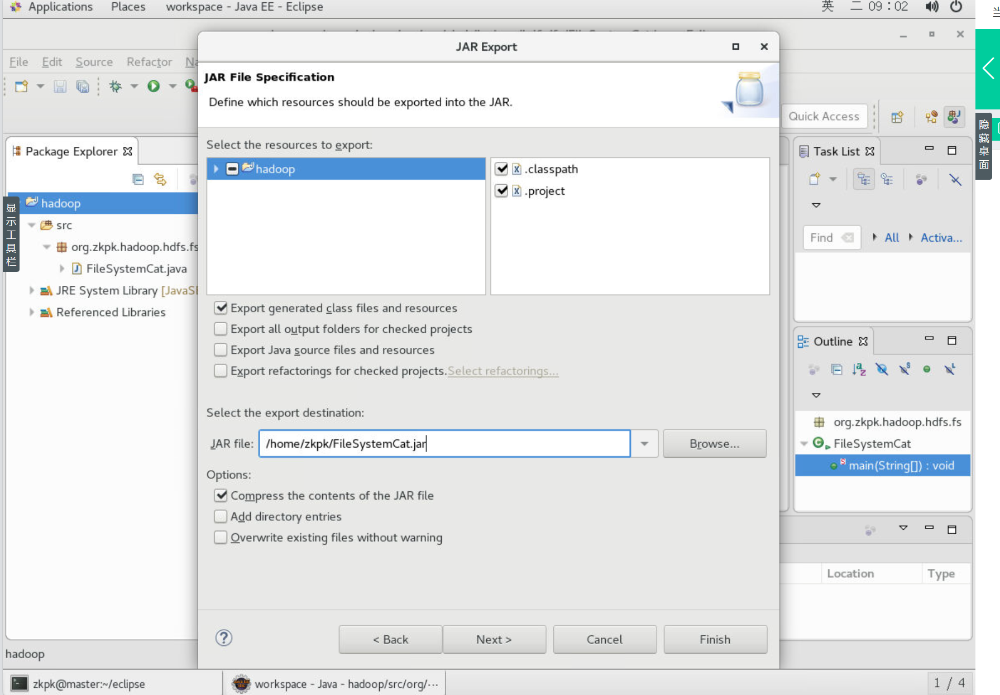 Applications Places workspace - Java EE - Eclipse 英 二 09 : 02
JAR Export
File Edit Source Refactor Na
JAR File Specification
Define which resources should be exported into the JAR.
Quick Access
隐藏桌面
显示工具栏
Package Explorer
hadoop
src
org.zkpk.hadoop.hdfs.fs
FileSystemCat.java
JRE System Library [JavaSE
Referenced Libraries
Select the resources to export:
hadoop
.classpath
.project
Export generated class files and resources
Export all output folders for checked projects
Export Java source files and resources
Export refactorings for checked projects. Select refactorings...
Select the export destination:
JAR file: /home/zkpk/FileSystemCat.jar Browse...
Options:
Compress the contents of the JAR file
Add directory entries
Overwrite existing files without warning
< Back Next > Cancel Finish
Task List
Find All Activa...
Outline
org.zkpk.hadoop.hdfs.fs
FileSystemCat
main(String[]) : void
Location Type
hadoop
zkpk@master:~/eclipse workspace - Java - hadoop/src/org/··· 1 / 4